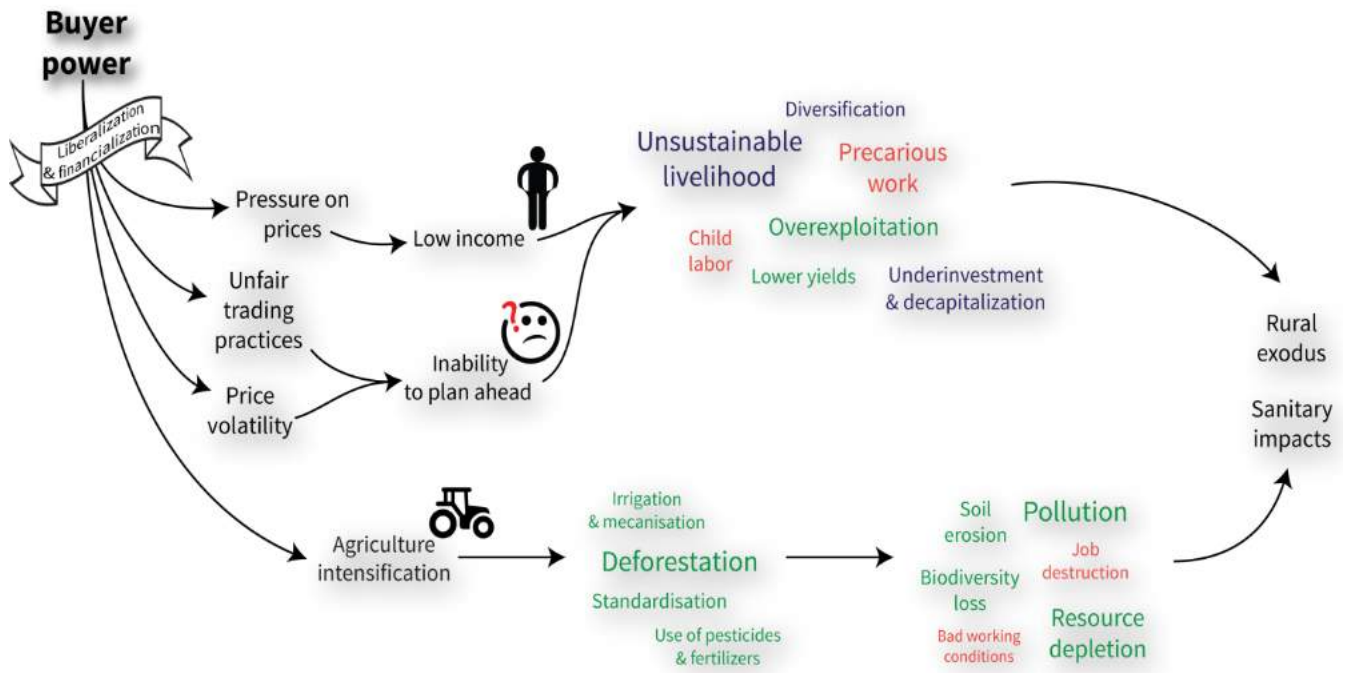 Buyer
power
Liberalization
& financialization
Pressure on
prices
Low income
Unfair
trading
practices
Price
volatility
?
Inability
to plan ahead
Diversification
Unsustainable
livelihood
Precarious
work
Child
labor
Overexploitation
Lower yields
Underinvestment
& decapitalization
Rural
exodus
Sanitary
impacts
Agriculture
intensification
Irrigation
& mecanisation
Deforestation
Standardisation
Use of pesticides
& fertilizers
Soil
erosion
Pollution
Job
destruction
Biodiversity
loss
Resource
depletion
Bad working
conditions